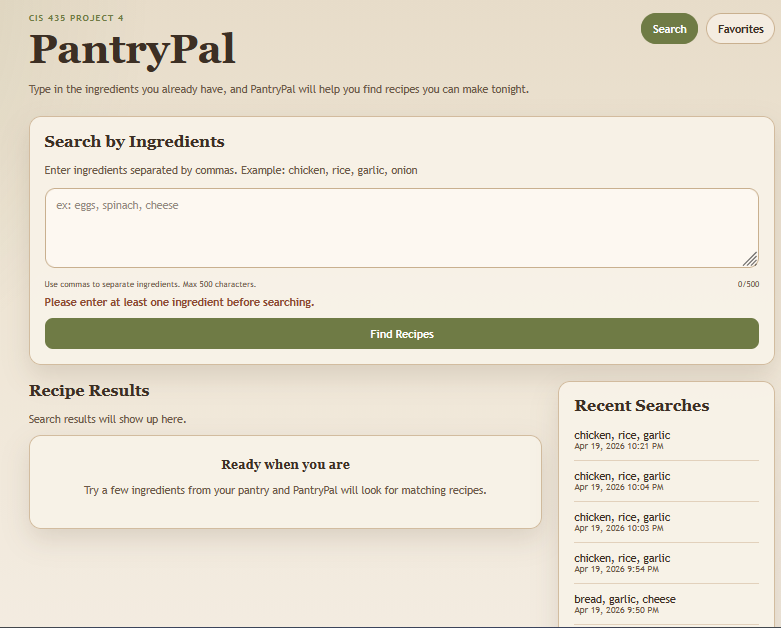 CIS 435 PROJECT 4
PantryPal
Search
Favorites
Type in the ingredients you already have, and PantryPal will help you find recipes you can make tonight.
Search by Ingredients
Enter ingredients separated by commas. Example: chicken, rice, garlic, onion
ex: eggs, spinach, cheese
Use commas to separate ingredients. Max 500 characters.
0/500
Please enter at least one ingredient before searching.
Find Recipes
Recipe Results
Search results will show up here.
Ready when you are
Try a few ingredients from your pantry and PantryPal will look for matching recipes.
Recent Searches
chicken, rice, garlic
Apr 19, 2026 10:21 PM
chicken, rice, garlic
Apr 19, 2026 10:04 PM
chicken, rice, garlic
Apr 19, 2026 10:03 PM
chicken, rice, garlic
Apr 19, 2026 9:54 PM
bread, garlic, cheese
Apr 19, 2026 9:50 PM